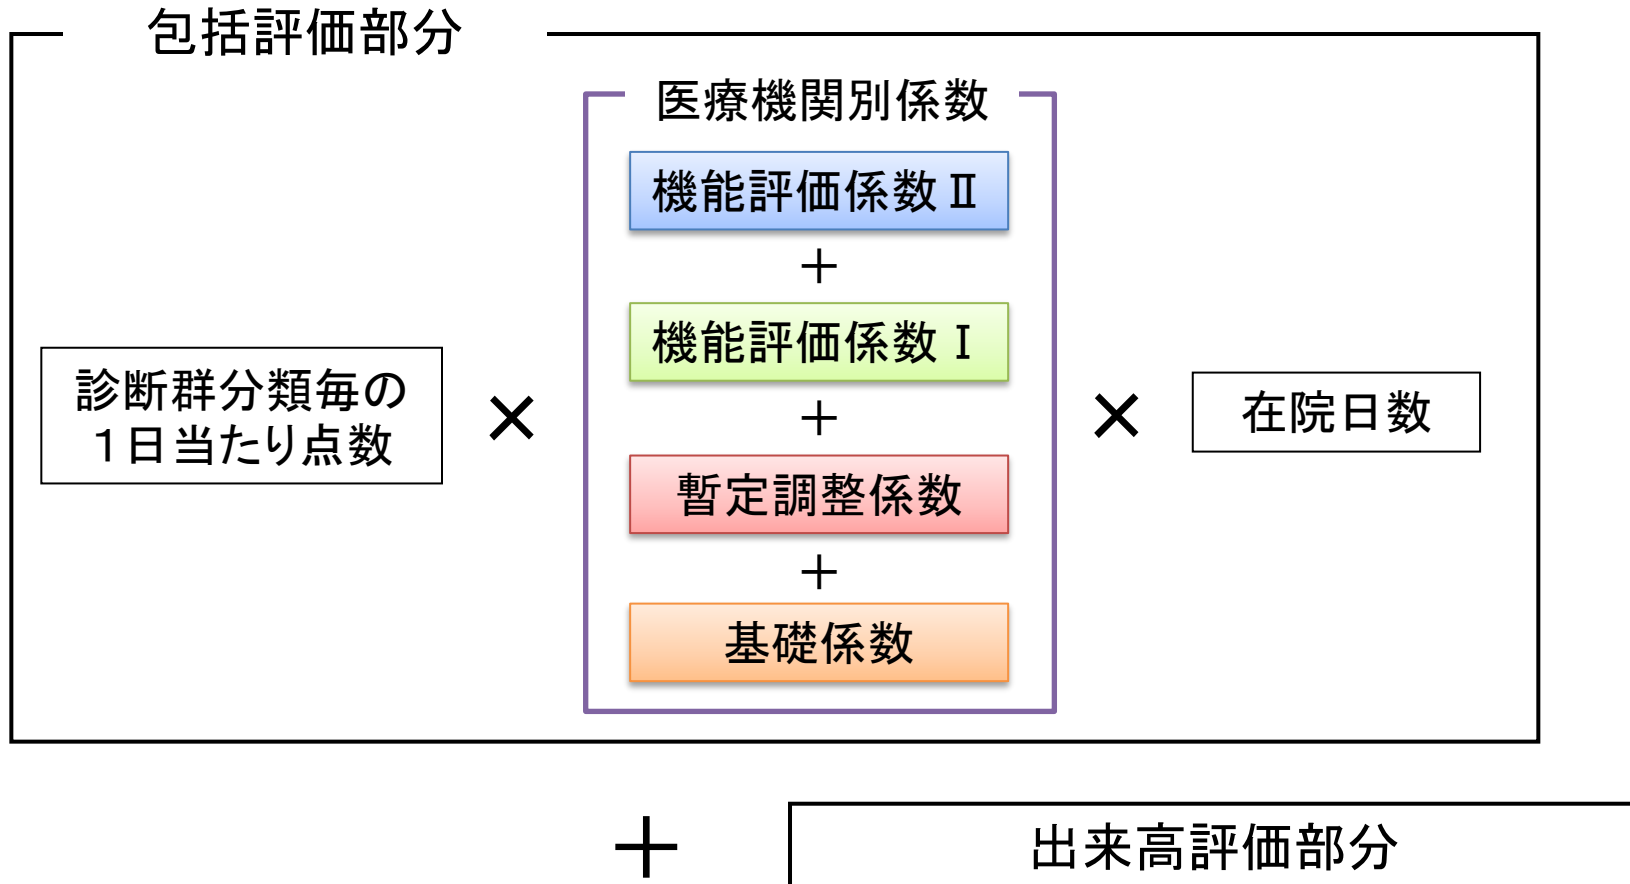 包括評価部分
医療機関別係数
機能評価係数Ⅱ
＋
機能評価係数Ⅰ
＋
暫定調整係数
＋
基礎係数
診断群分類毎の
１日当たり点数
×
×
在院日数
＋
出来高評価部分